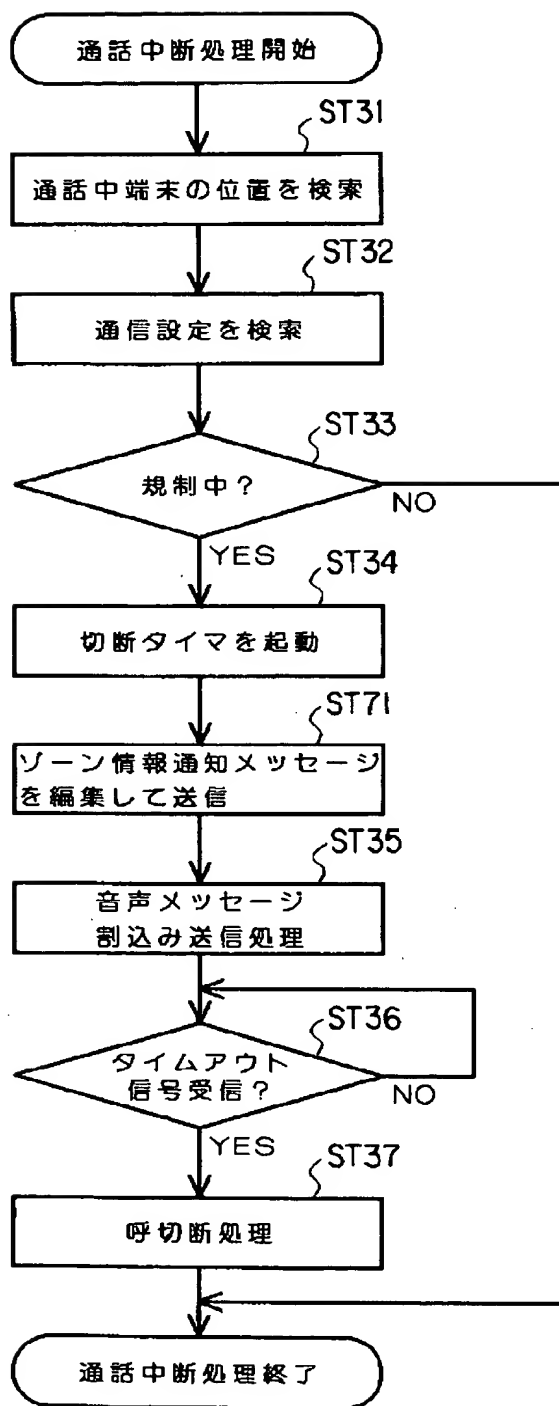 通話中断処理開始
ST31
通話中端末の位置を検索
ST32
通信設定を検索
ST33
規制中？
NO
YES
ST34
切断タイマを起動
ST71
ゾーン情報通知メッセージ
を編集して送信
ST35
音声メッセージ
割込み送信処理
ST36
タイムアウト
信号受信？
NO
YES
ST37
呼切断処理
通話中断処理終了